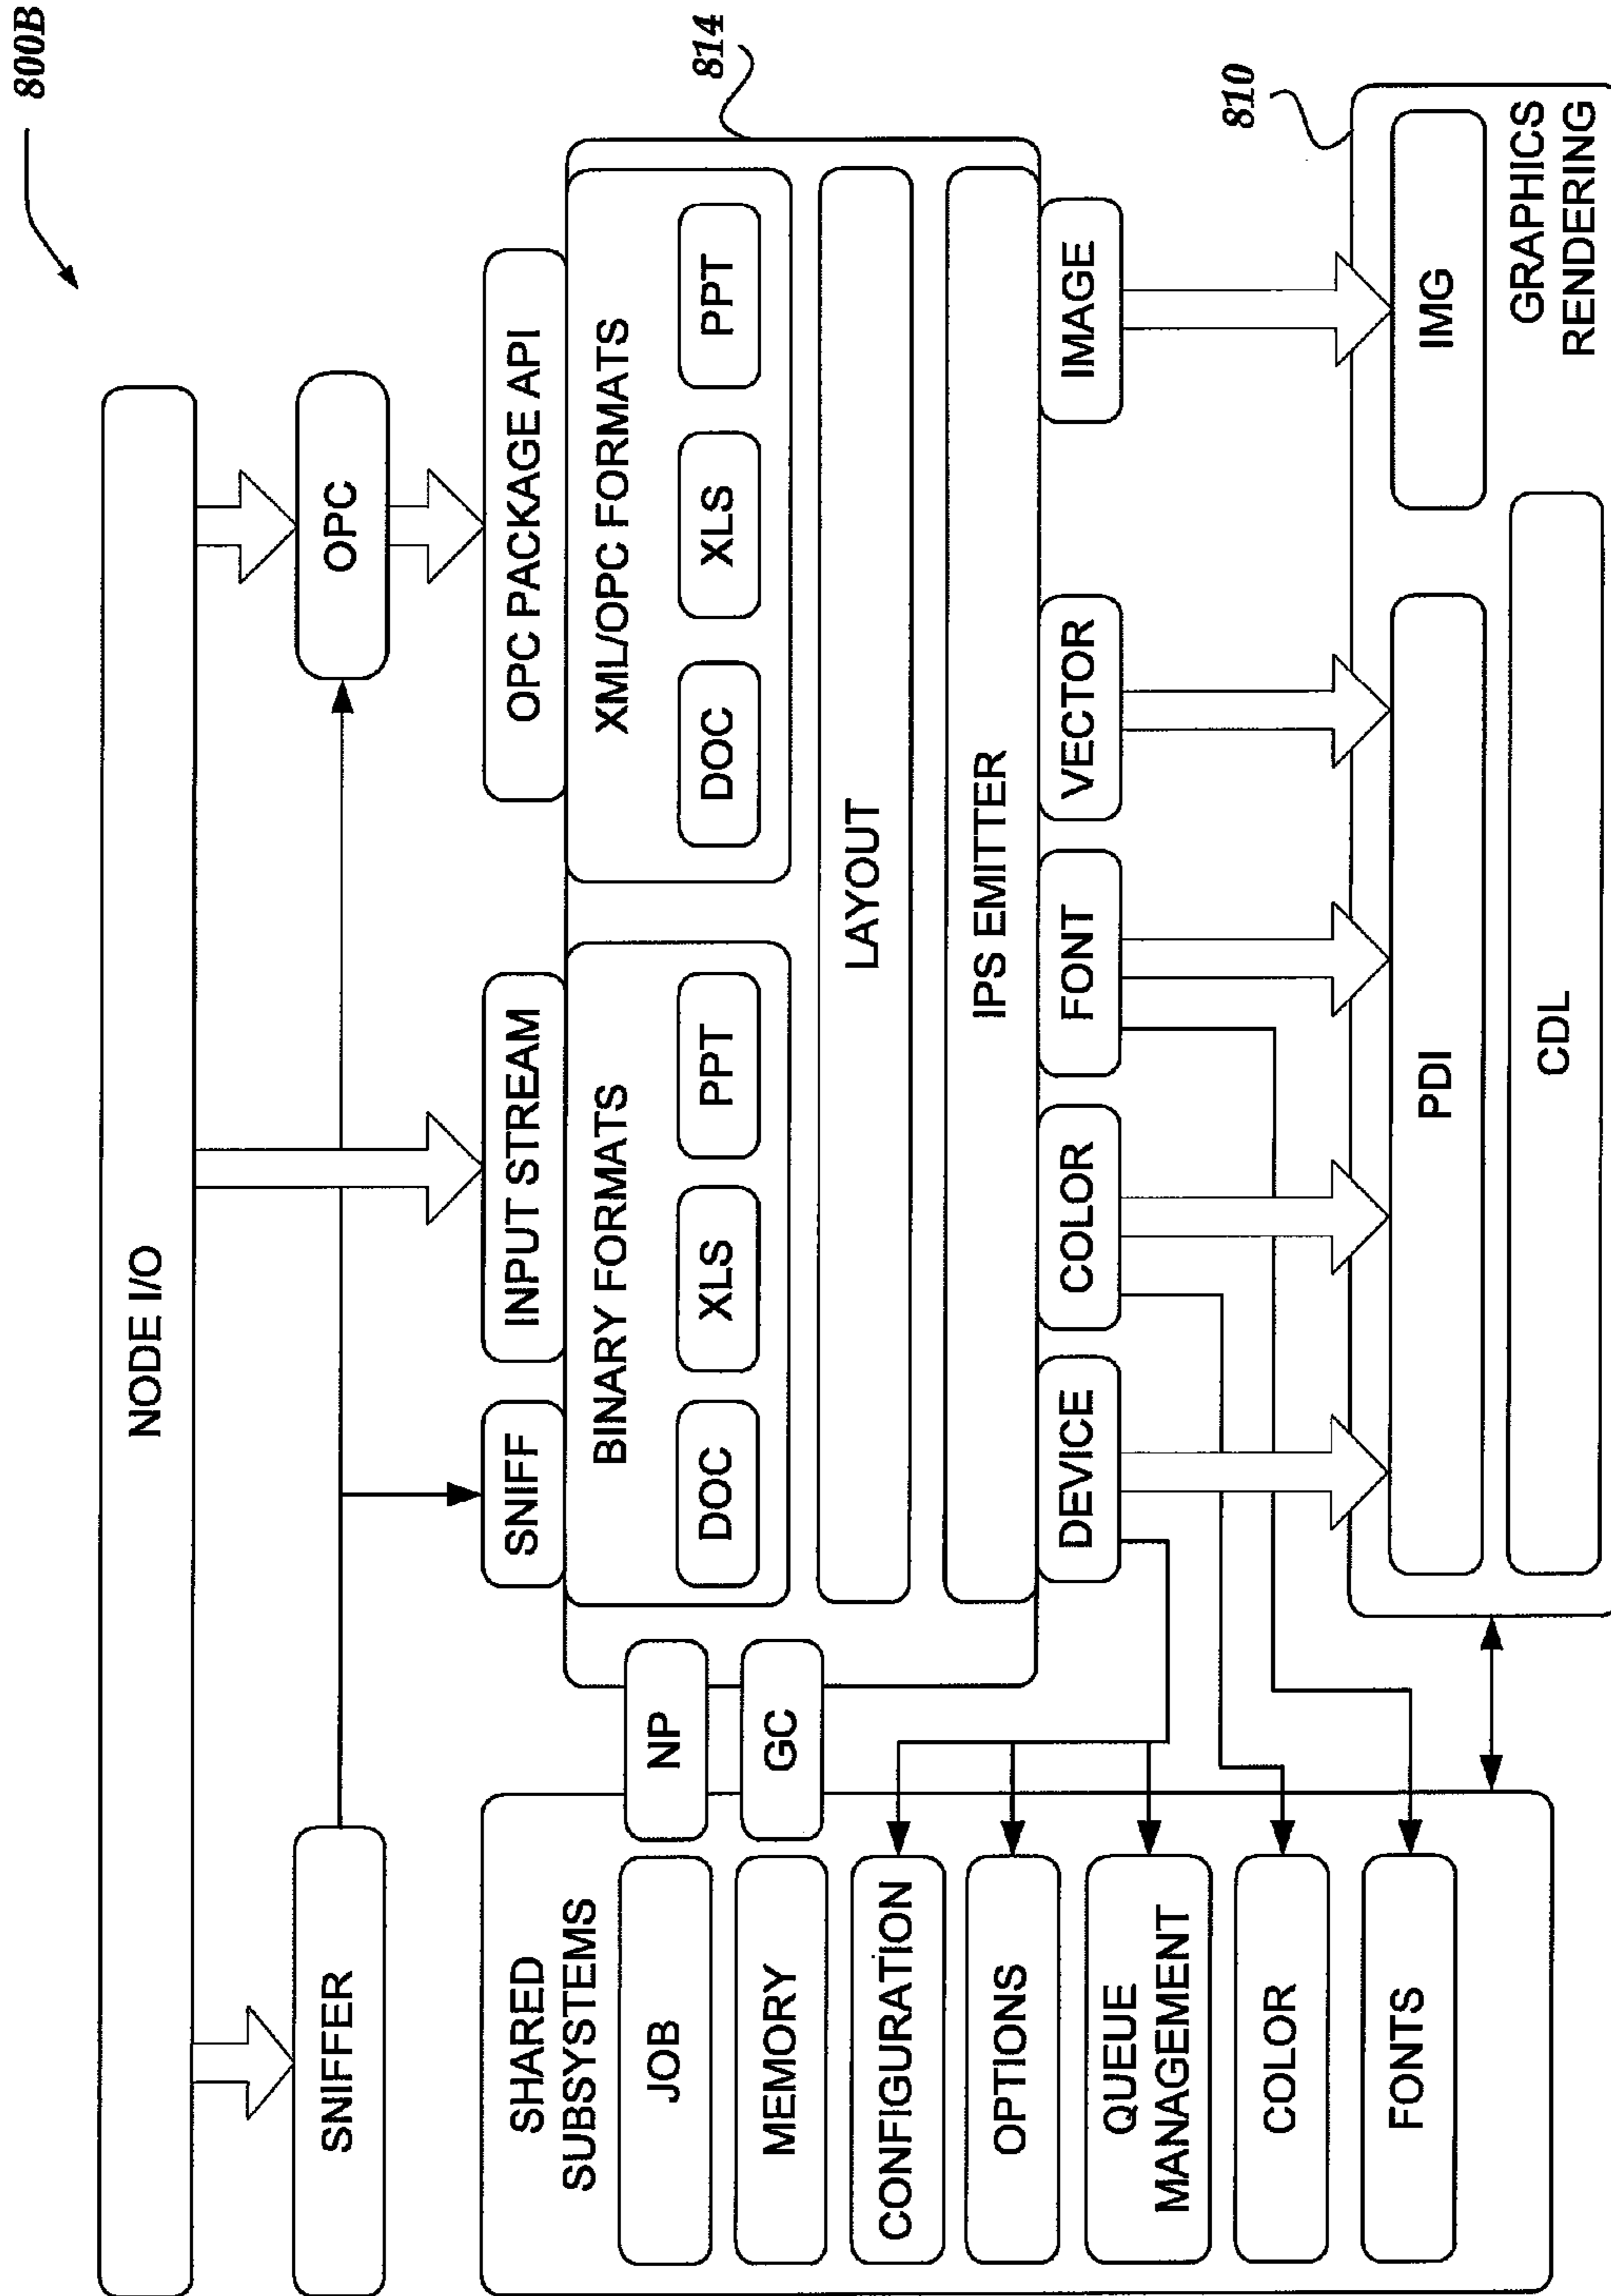 800B
NODE I/O
SNIFFER
OPC
SHARED
SUBSYSTEMS
JOB
MEMORY
CONFIGURATION
OPTIONS
QUEUE
MANAGEMENT
COLOR
FONTS
NP
GC
SNIFF
INPUT STREAM
OPC PACKAGE API
814
BINARY FORMATS
DOC
XLS
PPT
XML/OPC FORMATS
DOC
XLS
PPT
LAYOUT
IPS EMITTER
DEVICE
COLOR
FONT
VECTOR
IMAGE
810
PDI
IMG
CDL
GRAPHICS
RENDERING